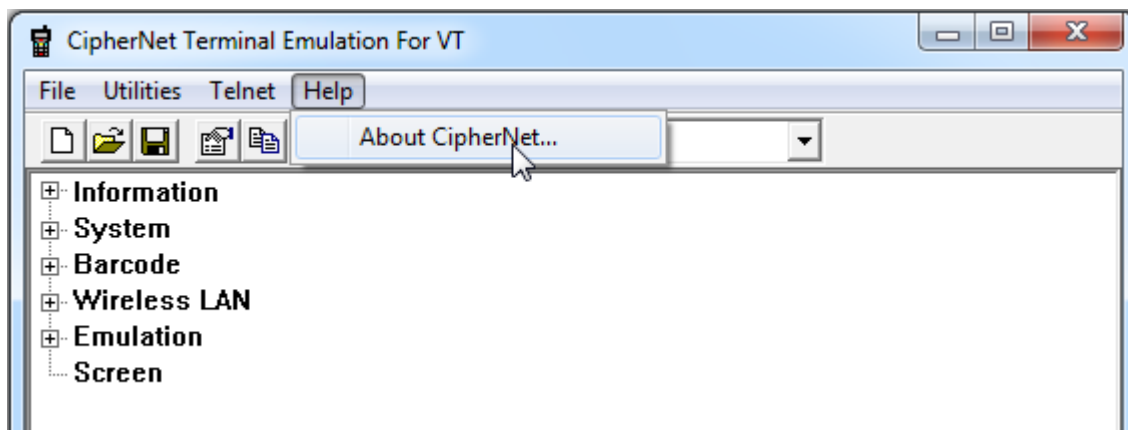 CipherNet Terminal Emulation For VT
File Utilities Telnet Help
About CipherNet...
Information
System
Barcode
Wireless LAN
Emulation
Screen